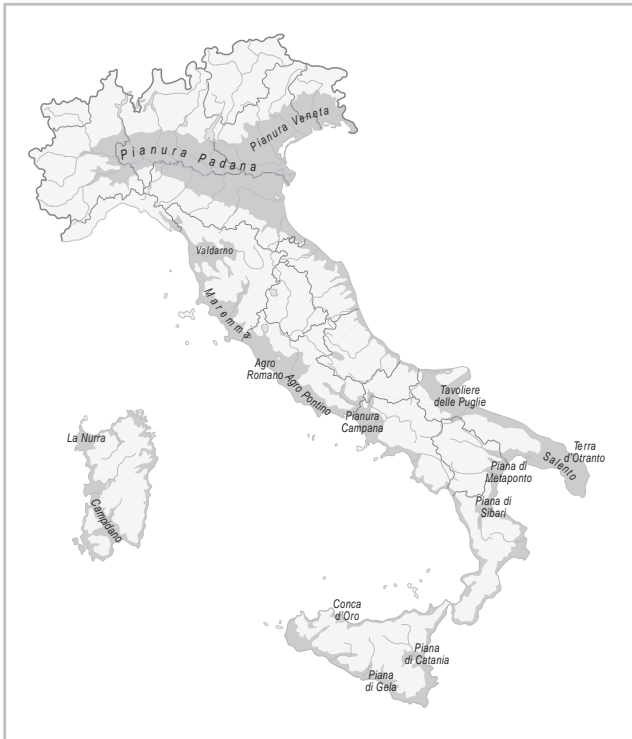 Pianura Veneta
Pianura Padana
Valdarno
Maremma
Agro
Romano
Agro Pontino
Pianura
Campana
Tavoliere
delle Puglie
Terra
d'Otranto
Salento
Piana di
Metaponto
Piana di
Sibari
La Nurra
Campidano
Conca
d'Oro
Piana
di Catania
Piana
di Gela